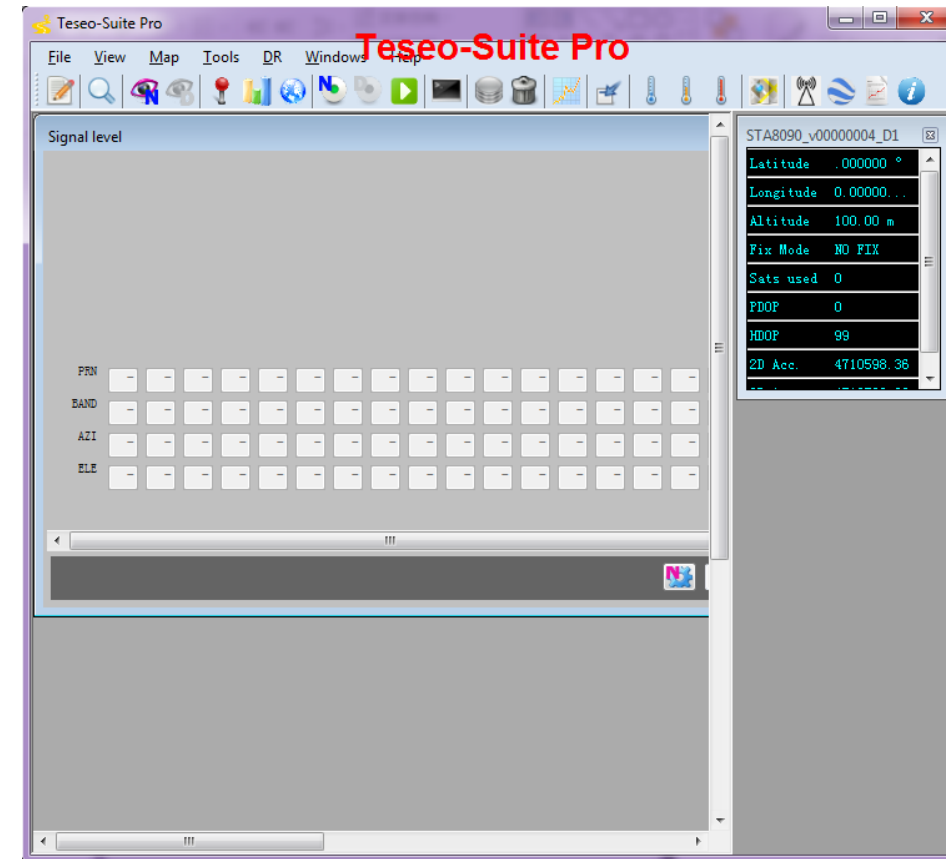 Teseo-Suite Pro
Teseo-Suite Pro
File View Map Tools DR Windows Help
Signal level
STA8090_v00000004_D1
Latitude .000000 °
Longitude 0.00000...
Altitude 100.00 m
Fix Mode NO FIX
Sats used 0
PDOP 0
HDOP 99
2D Acc. 4710598.36
PRN - - - - - - - - - - - - - - - -
BAND - - - - - - - - - - - - - - - -
AZI - - - - - - - - - - - - - - - -
ELE - - - - - - - - - - - - - - - -